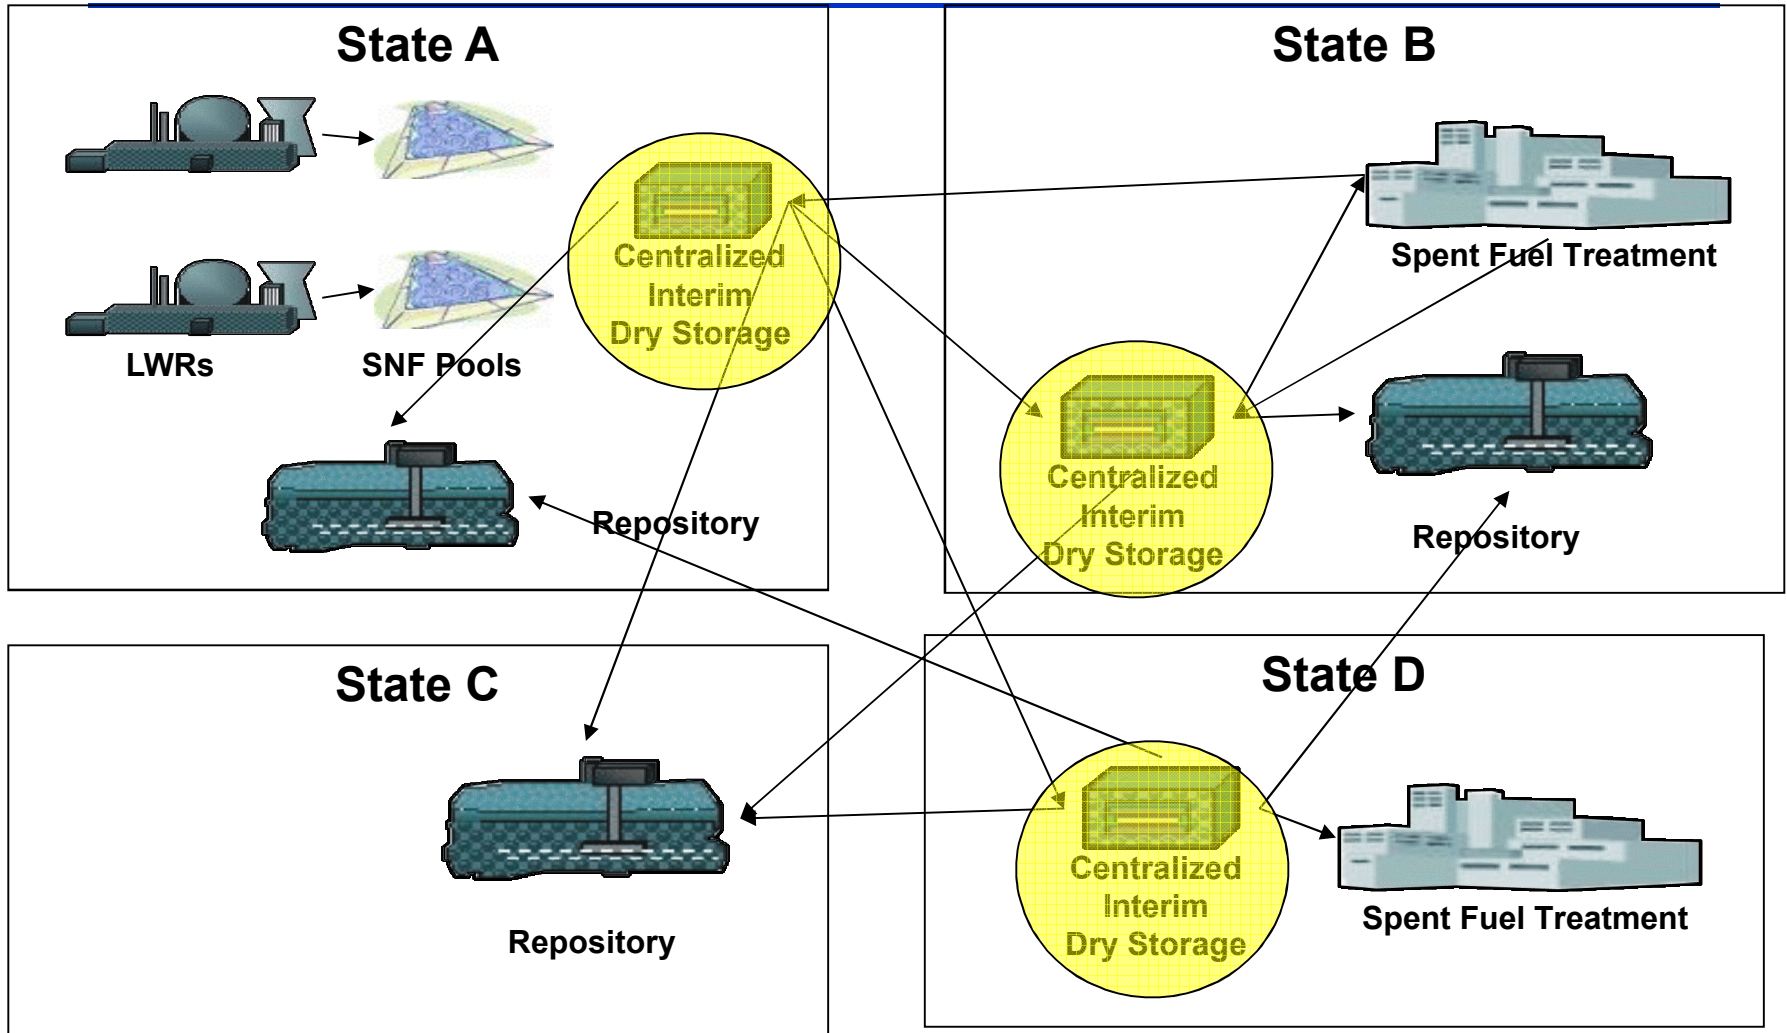 State A
State B
Centralized
Interim
Dry Storage
LWRs
SNF Pools
Repository
Spent Fuel Treatment
Centralized
Interim
Dry Storage
Repository
State C
State D
Repository
Centralized
Interim
Dry Storage
Spent Fuel Treatment